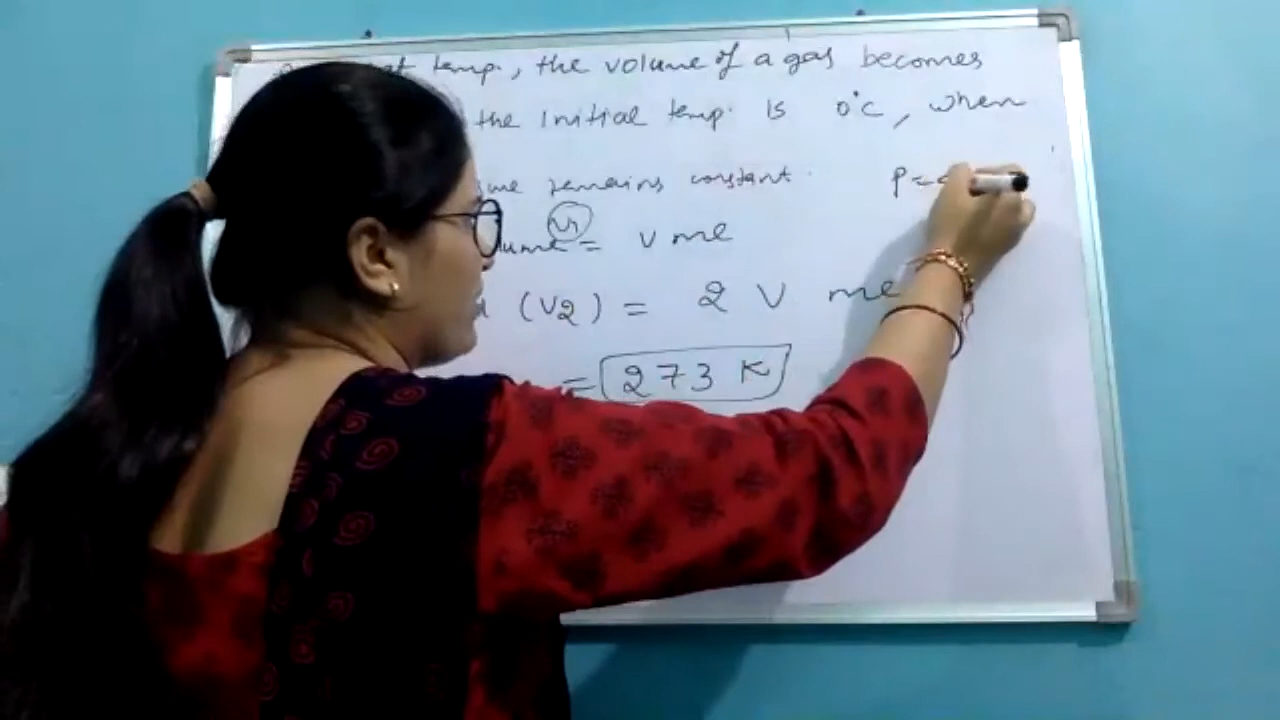 temp., the volume of a gas becomes
the initial temp. is 0°C, when
remains constant. P=
V1 = V ml
(V2) = 2 V ml
= 273 K